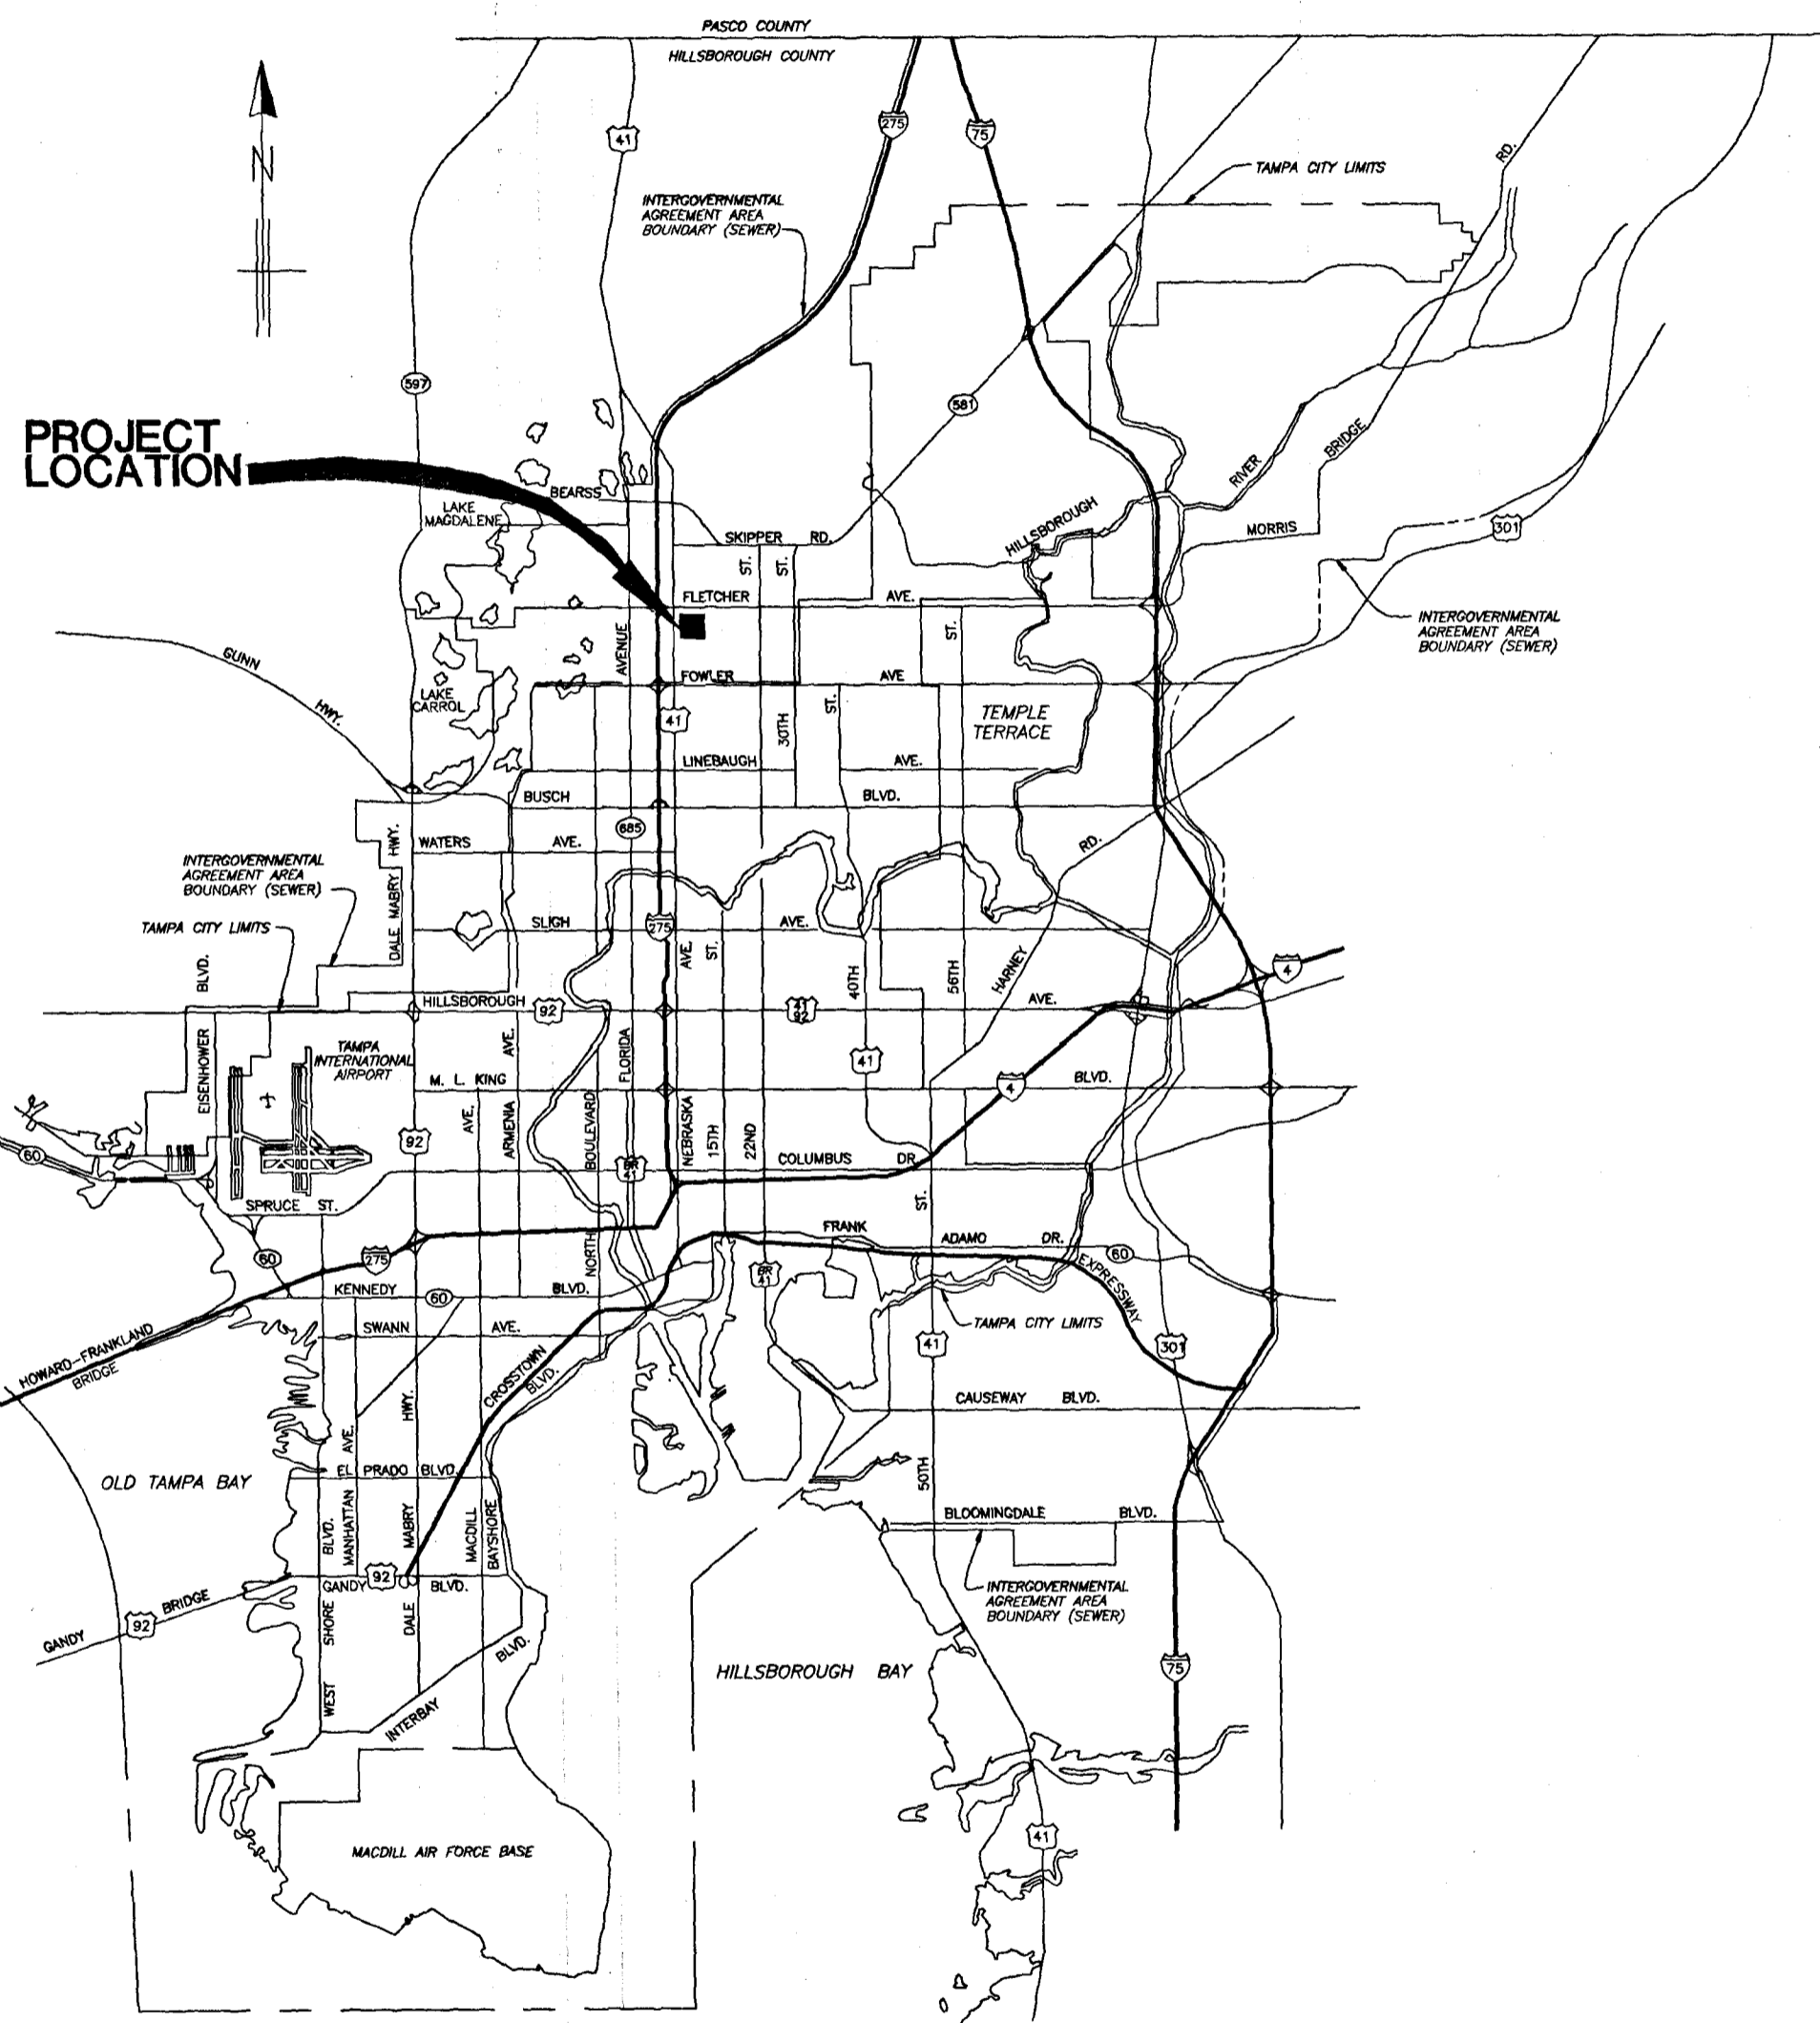 PASCO COUNTY
HILLSBOROUGH COUNTY
N
41
275
75
TAMPA CITY LIMITS
RD.
INTERGOVERNMENTAL
AGREEMENT AREA
BOUNDARY (SEWER)
597
581
PROJECT
LOCATION
BEARSS
LAKE
MAGDALENE
SKIPPER RD.
HILLSBOROUGH
RIVER
BRIDGE
MORRIS
301
ST.
ST.
FLETCHER AVE.
INTERGOVERNMENTAL
AGREEMENT AREA
BOUNDARY (SEWER)
AVENUE
ST.
GUNN
HWY.
FOWLER AVE
LAKE
CARROL
41
30TH
ST.
TEMPLE
TERRACE
LINEBAUGH AVE.
BUSCH BLVD.
685
WATERS AVE.
DALE MABRY HWY.
RD.
INTERGOVERNMENTAL
AGREEMENT AREA
BOUNDARY (SEWER)
TAMPA CITY LIMITS
SLIGH AVE.
275
BLVD.
AVE.
ST.
40TH
56TH
HARNEY
4
HILLSBOROUGH 92
41
92
AVE.
EISENHOWER
TAMPA
INTERNATIONAL
AIRPORT
AVE.
FLORIDA
41
M. L. KING BLVD.
4
AVE.
ARMENIA
BOULEVARD
NEBRASKA
15TH
22ND
92
60
BR
41
COLUMBUS DR.
SPRUCE ST.
ST.
NORTH
FRANK
ADAMO DR.
60
60
275
EXPRESSWAY
BR
41
KENNEDY 60 BLVD.
SWANN AVE.
TAMPA CITY LIMITS
41
301
HOWARD-FRANKLAND
BRIDGE
CROSSTOWN
BLVD.
HWY.
CAUSEWAY BLVD.
AVE.
OLD TAMPA BAY
EL PRADO BLVD.
50TH
BLVD.
MANHATTAN
MABRY
MACDILL
BAYSHORE
BLOOMINGDALE BLVD.
GANDY 92 BLVD.
INTERGOVERNMENTAL
AGREEMENT AREA
BOUNDARY (SEWER)
GANDY 92 BRIDGE
SHORE
DALE
BLVD.
HILLSBOROUGH BAY
75
WEST
INTERBAY
MACDILL AIR FORCE BASE
41